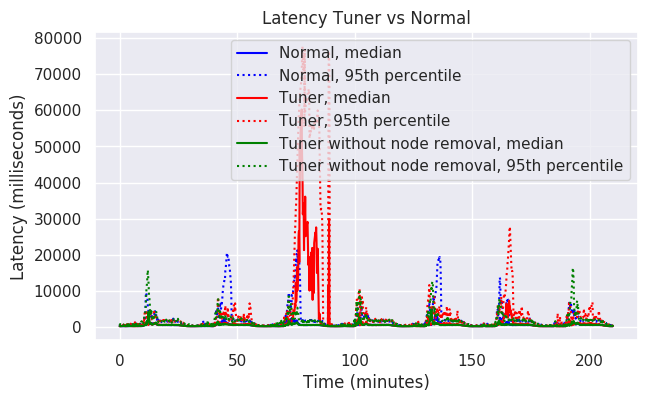 Latency Tuner vs Normal
Normal, median
Normal, 95th percentile
Tuner, median
Tuner, 95th percentile
Tuner without node removal, median
Tuner without node removal, 95th percentile
Latency (milliseconds)
80000
70000
60000
50000
40000
30000
20000
10000
0
0 50 100 150 200
Time (minutes)